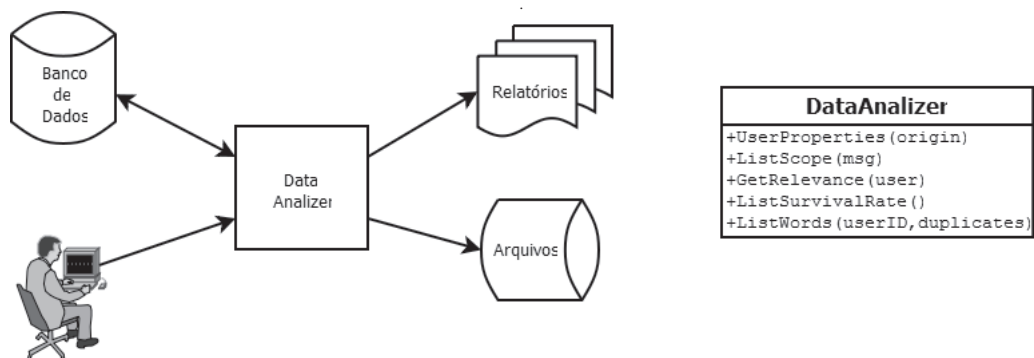 Banco
de
Dados
Relatórios
Data
Analizer
Arquivos
DataAnalizer
+UserProperties(origin)
+ListScope(msg)
+GetRelevance(user)
+ListSurvivalRate()
+ListWords(userID,duplicates)